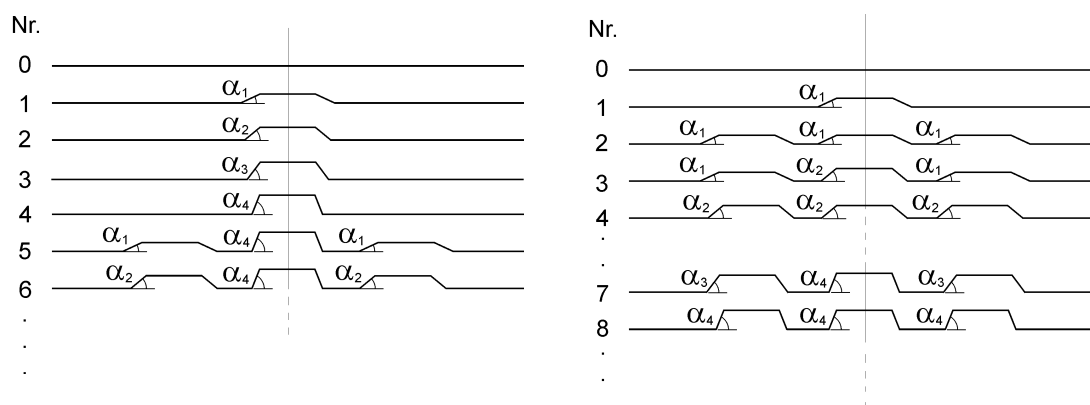 Nr.
0
α₁
1
α₂
2
α₃
3
α₄
4
α₁ α₄ α₁
5
α₂ α₄ α₂
6
.
.
.
Nr.
0
α₁
1
α₁ α₁ α₁
2
α₁ α₂ α₁
3
α₂ α₂ α₂
4
.
.
α₃ α₄ α₃
7
α₄ α₄ α₄
8
.
.